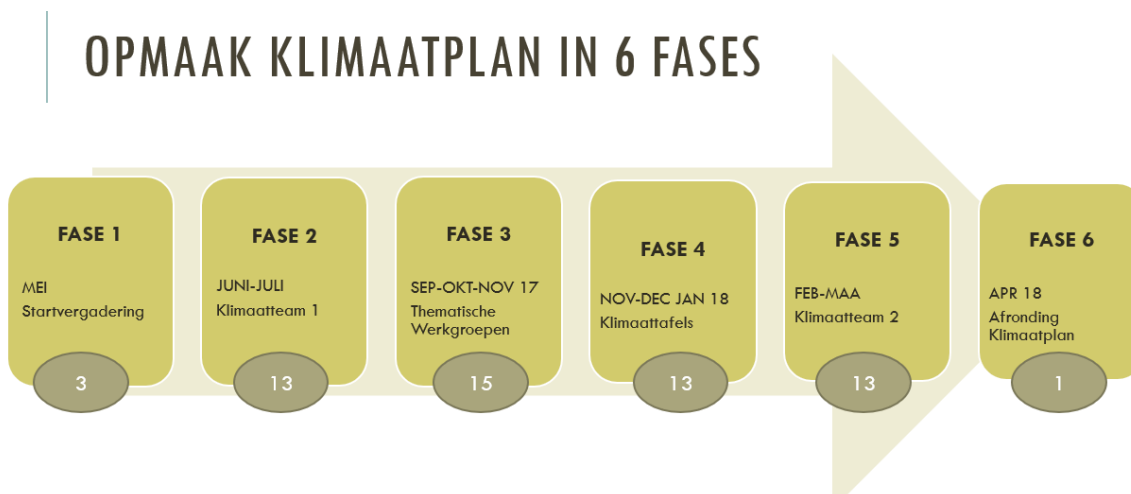 OPMAAK KLIMAATPLAN IN 6 FASES
FASE 1
MEI
Startvergadering
3
FASE 2
JUNI-JULI
Klimaatteam 1
13
FASE 3
SEP-OKT-NOV 17
Thematische
Werkgroepen
15
FASE 4
NOV-DEC JAN 18
Klimaattafels
13
FASE 5
FEB-MAA
Klimaatteam 2
13
FASE 6
APR 18
Afronding
Klimaatplan
1